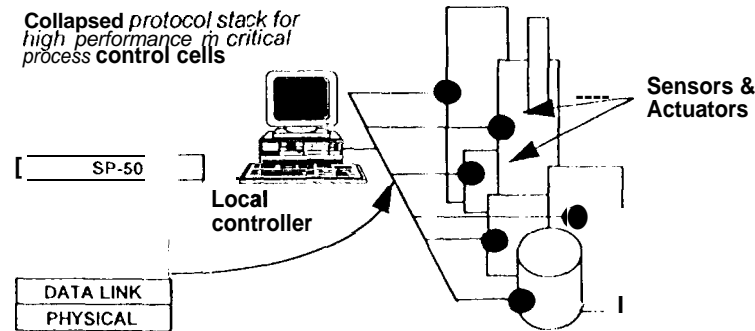 Collapsed protocol stack for
high performance in critical
process control cells
Sensors &
Actuators
SP-50
Local
controller
DATA LINK
PHYSICAL